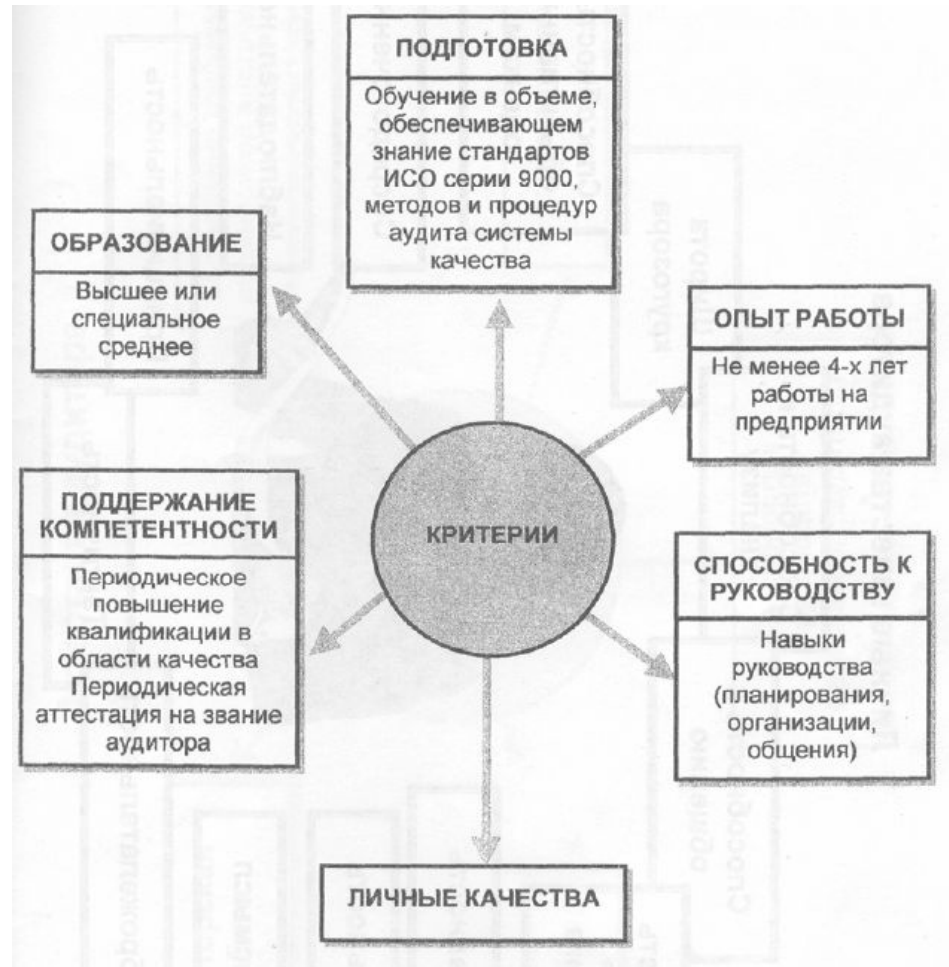 ПОДГОТОВКА
Обучение в объеме,
обеспечивающем
знание стандартов
ИСО серии 9000,
методов и процедур
аудита системы
качества
ОБРАЗОВАНИЕ
Высшее или
специальное
среднее
ОПЫТ РАБОТЫ
Не менее 4-х лет
работы на
предприятии
КРИТЕРИИ
ПОДДЕРЖАНИЕ
КОМПЕТЕНТНОСТИ
Периодическое
повышение
квалификации в
области качества
Периодическая
аттестация на звание
аудитора
СПОСОБНОСТЬ К
РУКОВОДСТВУ
Навыки
руководства
(планирования,
организации,
общения)
ЛИЧНЫЕ КАЧЕСТВА